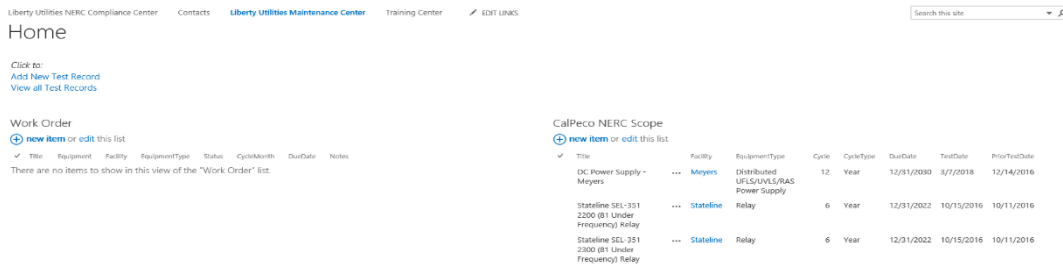 Liberty Utilities NERC Compliance Center Contacts Liberty Utilities Maintenance Center Training Center EDIT LINKS
Search this site
Home
Click to:
Add New Test Record
View all Test Records
Work Order
new item or edit this list
Title Equipment Facility EquipmentType Status CycleMonth DueDate Notes
There are no items to show in this view of the "Work Order" list.
CalPeco NERC Scope
new item or edit this list
Title Facility EquipmentType Cycle CycleType DueDate TestDate PriorTestDate
DC Power Supply - ... Meyers Distributed 12 Year 12/31/2030 3/7/2018 12/14/2016
Meyers UFLS/UVLS/RAS
Power Supply
Stateline SEL-351 ... Stateline Relay 6 Year 12/31/2022 10/15/2016 10/11/2016
2200 (81 Under
Frequency) Relay
Stateline SEL-351 ... Stateline Relay 6 Year 12/31/2022 10/15/2016 10/11/2016
2300 (81 Under
Frequency) Relay